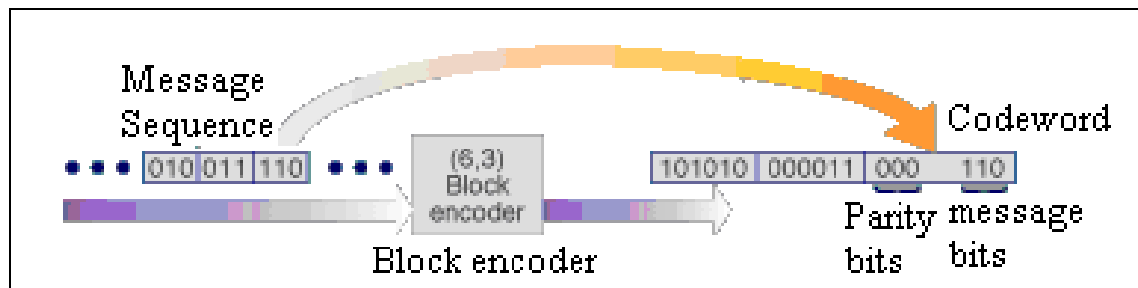 Message
Sequence
Codeword
••• 010 011 110 •••
(6,3)
Block
encoder
101010 000011 000 110
Parity
bits
message
bits
Block encoder